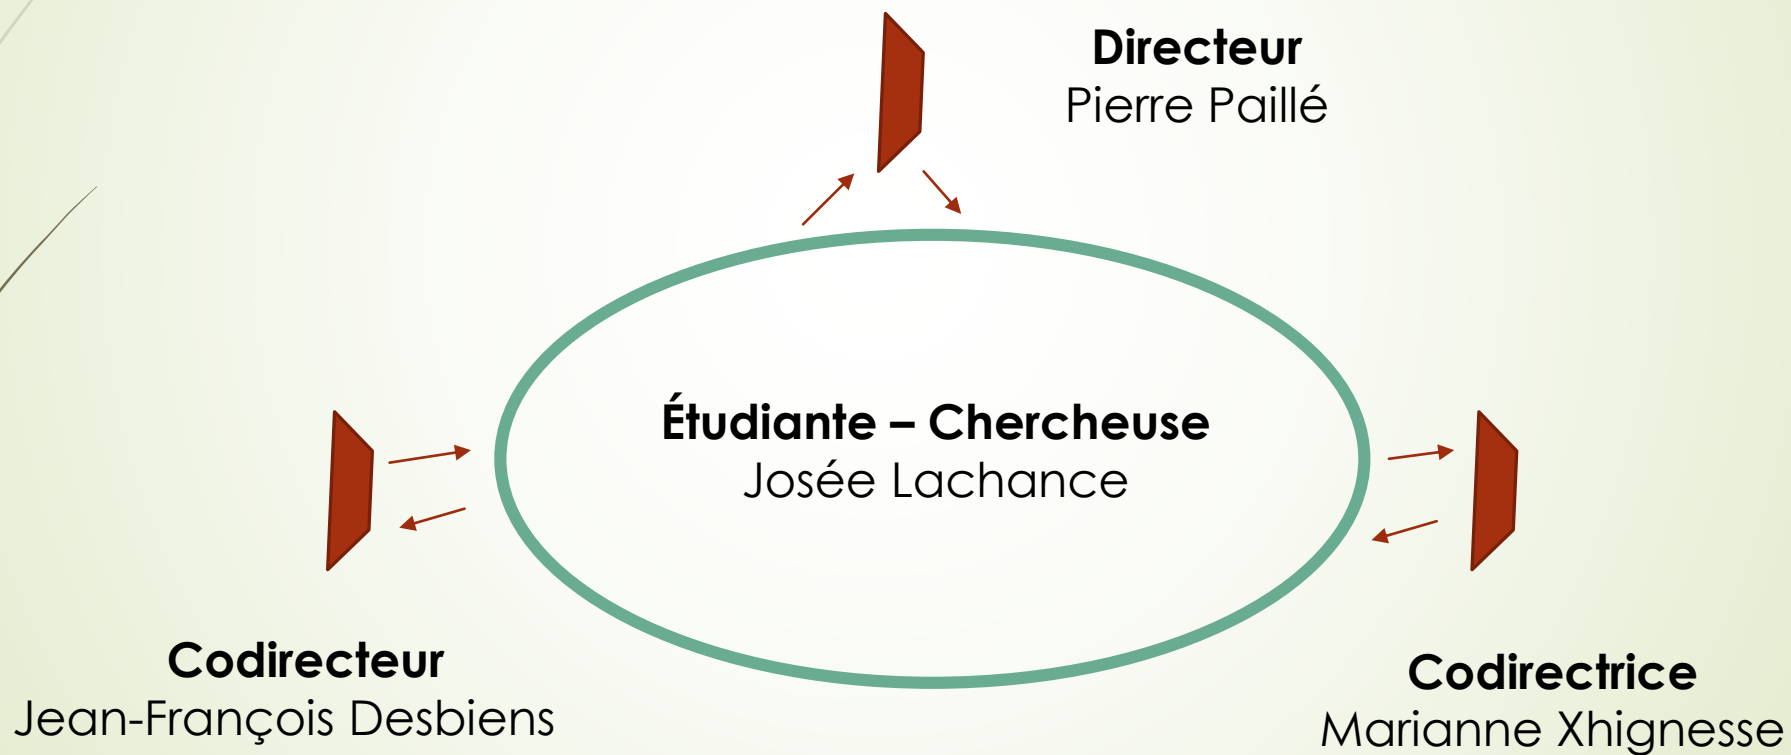 Directeur
Pierre Paillé
Étudiante – Chercheuse
Josée Lachance
Codirecteur
Jean-François Desbiens
Codirectrice
Marianne Xhignesse